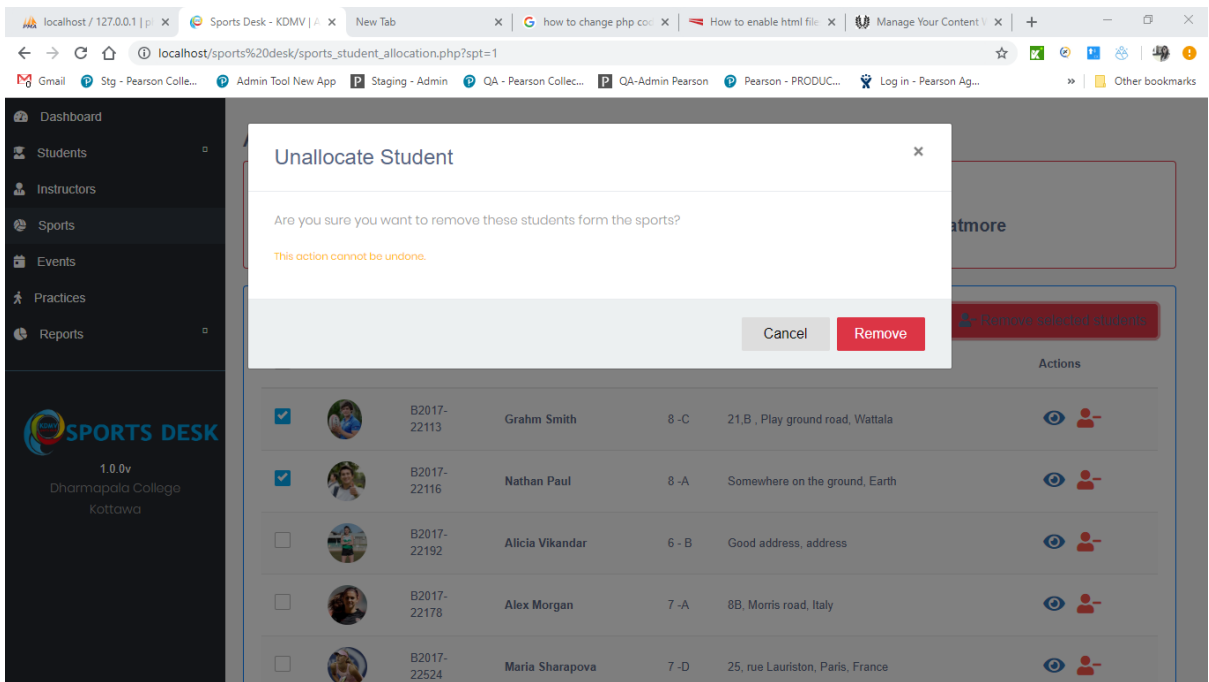 localhost / 127.0.0.1 | p
Sports Desk - KDMV | A
New Tab
how to change php cod
How to enable html file
Manage Your Content V
localhost/sports%20desk/sports_student_allocation.php?spt=1
Gmail
Stg - Pearson Colle...
Admin Tool New App
Staging - Admin
QA - Pearson Collec...
QA-Admin Pearson
Pearson - PRODUC...
Log in - Pearson Ag...
»
Other bookmarks
Dashboard
Students
Instructors
Sports
Events
Practices
Reports
KDMV
SPORTS DESK
1.0.0v
Dharmapala College
Kottawa
Unallocate Student
×
Are you sure you want to remove these students form the sports?
This action cannot be undone.
Cancel
Remove
atmore
Remove selected students
Actions
B2017-
22113
Grahm Smith
8 -C
21,B , Play ground road, Wattala
B2017-
22116
Nathan Paul
8 -A
Somewhere on the ground, Earth
B2017-
22192
Alicia Vikandar
6 - B
Good address, address
B2017-
22178
Alex Morgan
7 -A
8B, Morris road, Italy
B2017-
22524
Maria Sharapova
7 -D
25, rue Lauriston, Paris, France